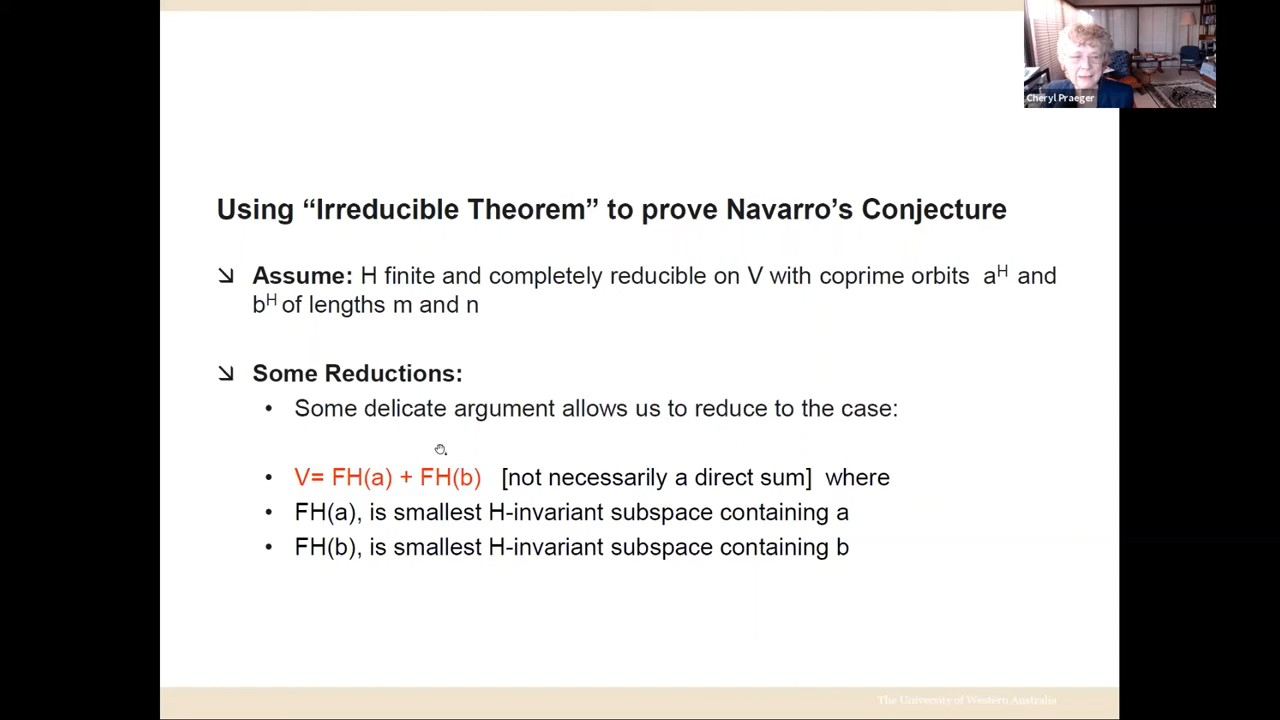 Cheryl Praeger
Using “Irreducible Theorem” to prove Navarro’s Conjecture
Assume: H finite and completely reducible on V with coprime orbits a^H and
b^H of lengths m and n
Some Reductions:
• Some delicate argument allows us to reduce to the case:
• V= FH(a) + FH(b) [not necessarily a direct sum] where
• FH(a), is smallest H-invariant subspace containing a
• FH(b), is smallest H-invariant subspace containing b
The University of Western Australia